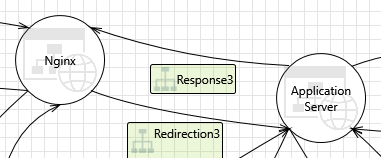 Nginx
Response3
Application
Server
Redirection3